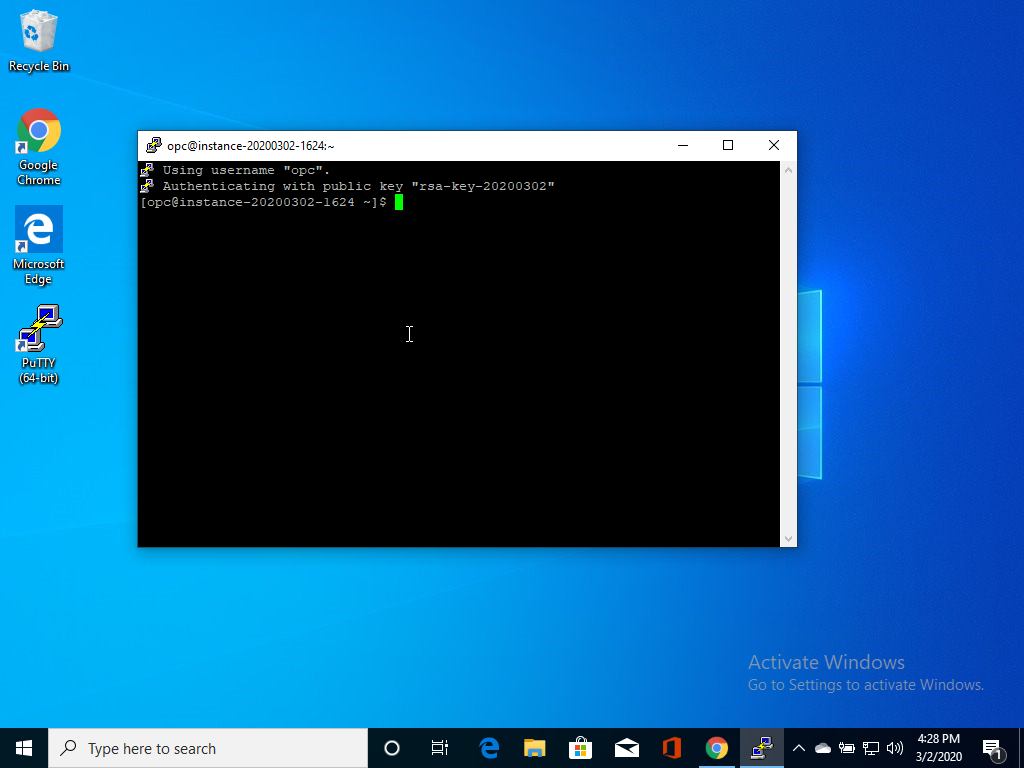 Recycle Bin
Google
Chrome
Microsoft
Edge
PuTTY
(64-bit)
opc@instance-20200302-1624:~
Using username "opc".
Authenticating with public key "rsa-key-20200302"
[opc@instance-20200302-1624 ~]$
Activate Windows
Go to Settings to activate Windows.
Type here to search
4:28 PM
3/2/2020
1